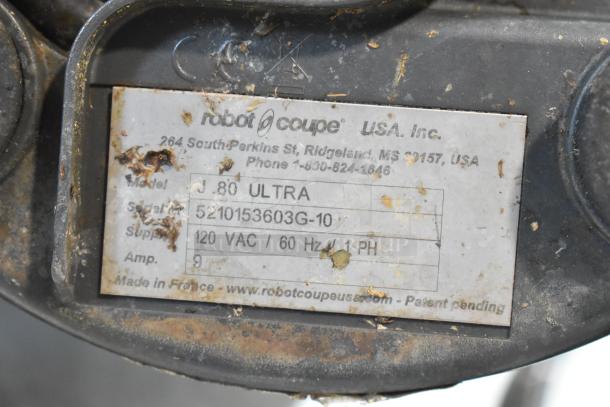 robot coupe® USA. Inc.
264 South Perkins St, Ridgeland, MS 39157, USA
Phone 1-800-824-1646
Model J 80 ULTRA
Serial 5210153603G-10
Supply 120 VAC / 60 Hz / 1 PH
Amp. 9
Made in France - www.robotcoupeusa.com - Patent pending